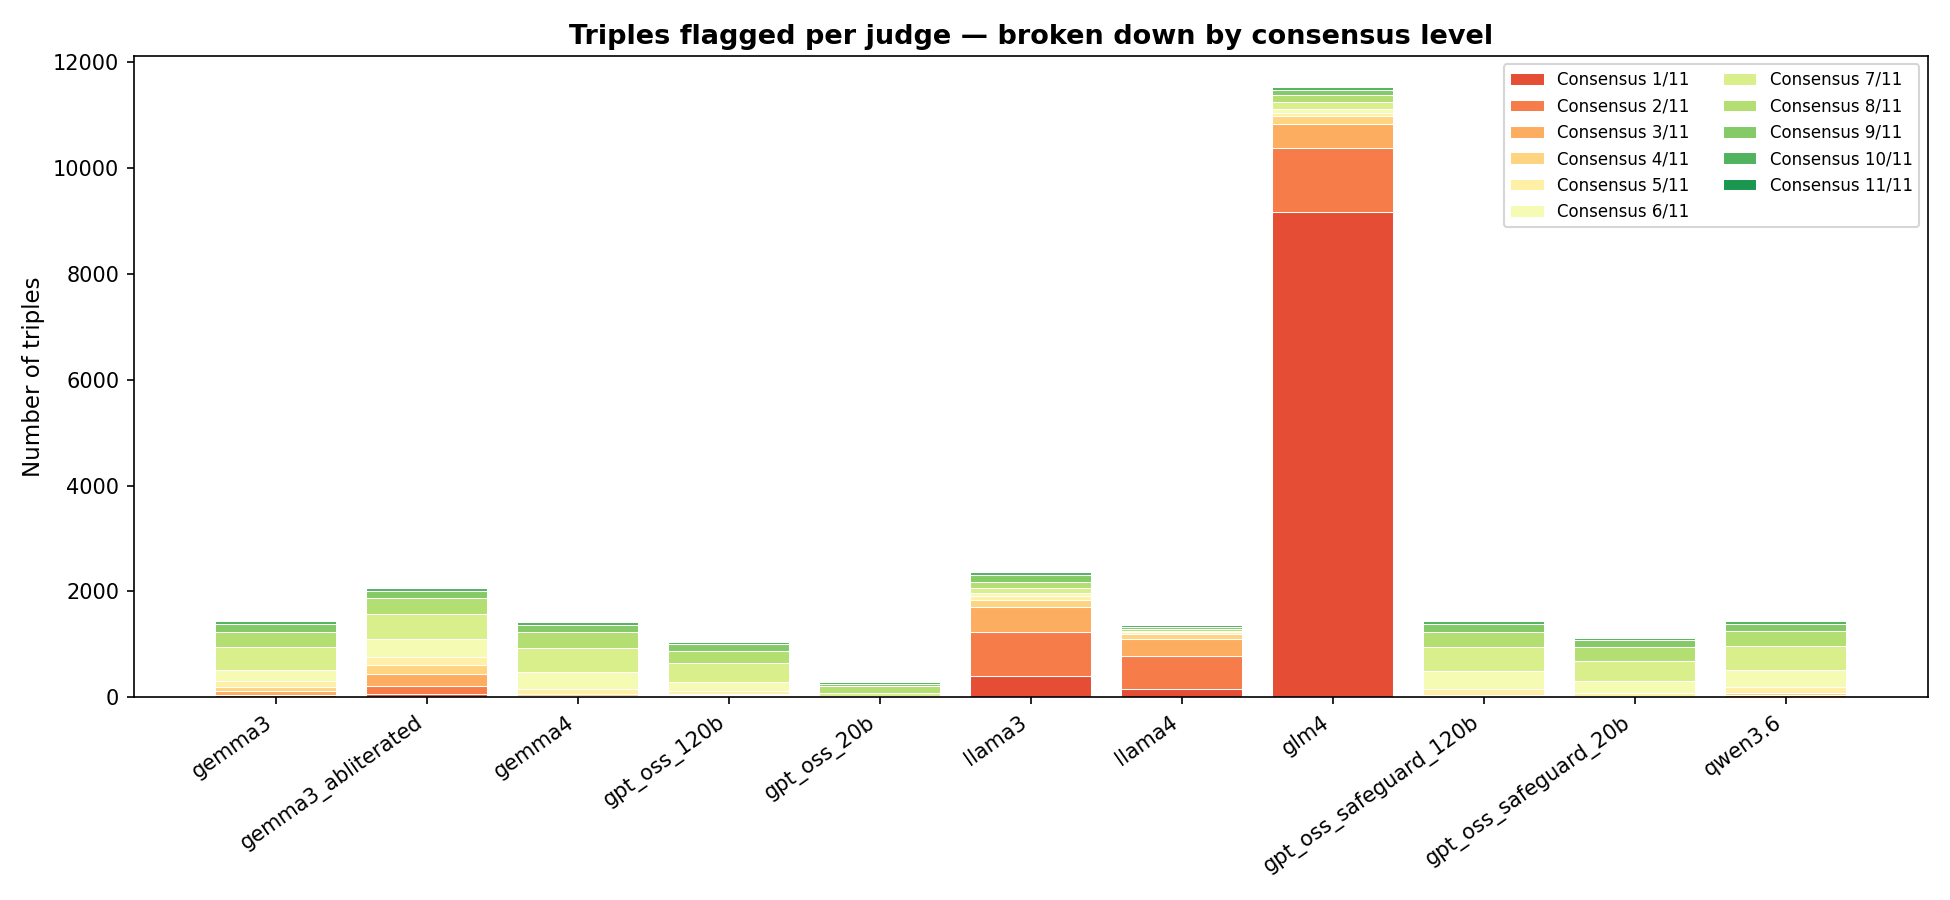 Triples flagged per judge — broken down by consensus level
Number of triples
12000
10000
8000
6000
4000
2000
0
Consensus 1/11
Consensus 2/11
Consensus 3/11
Consensus 4/11
Consensus 5/11
Consensus 6/11
Consensus 7/11
Consensus 8/11
Consensus 9/11
Consensus 10/11
Consensus 11/11
gemma3
gemma3_abliterated
gemma4
gpt_oss_120b
gpt_oss_20b
llama3
llama4
glm4
gpt_oss_safeguard_120b
gpt_oss_safeguard_20b
qwen3.6